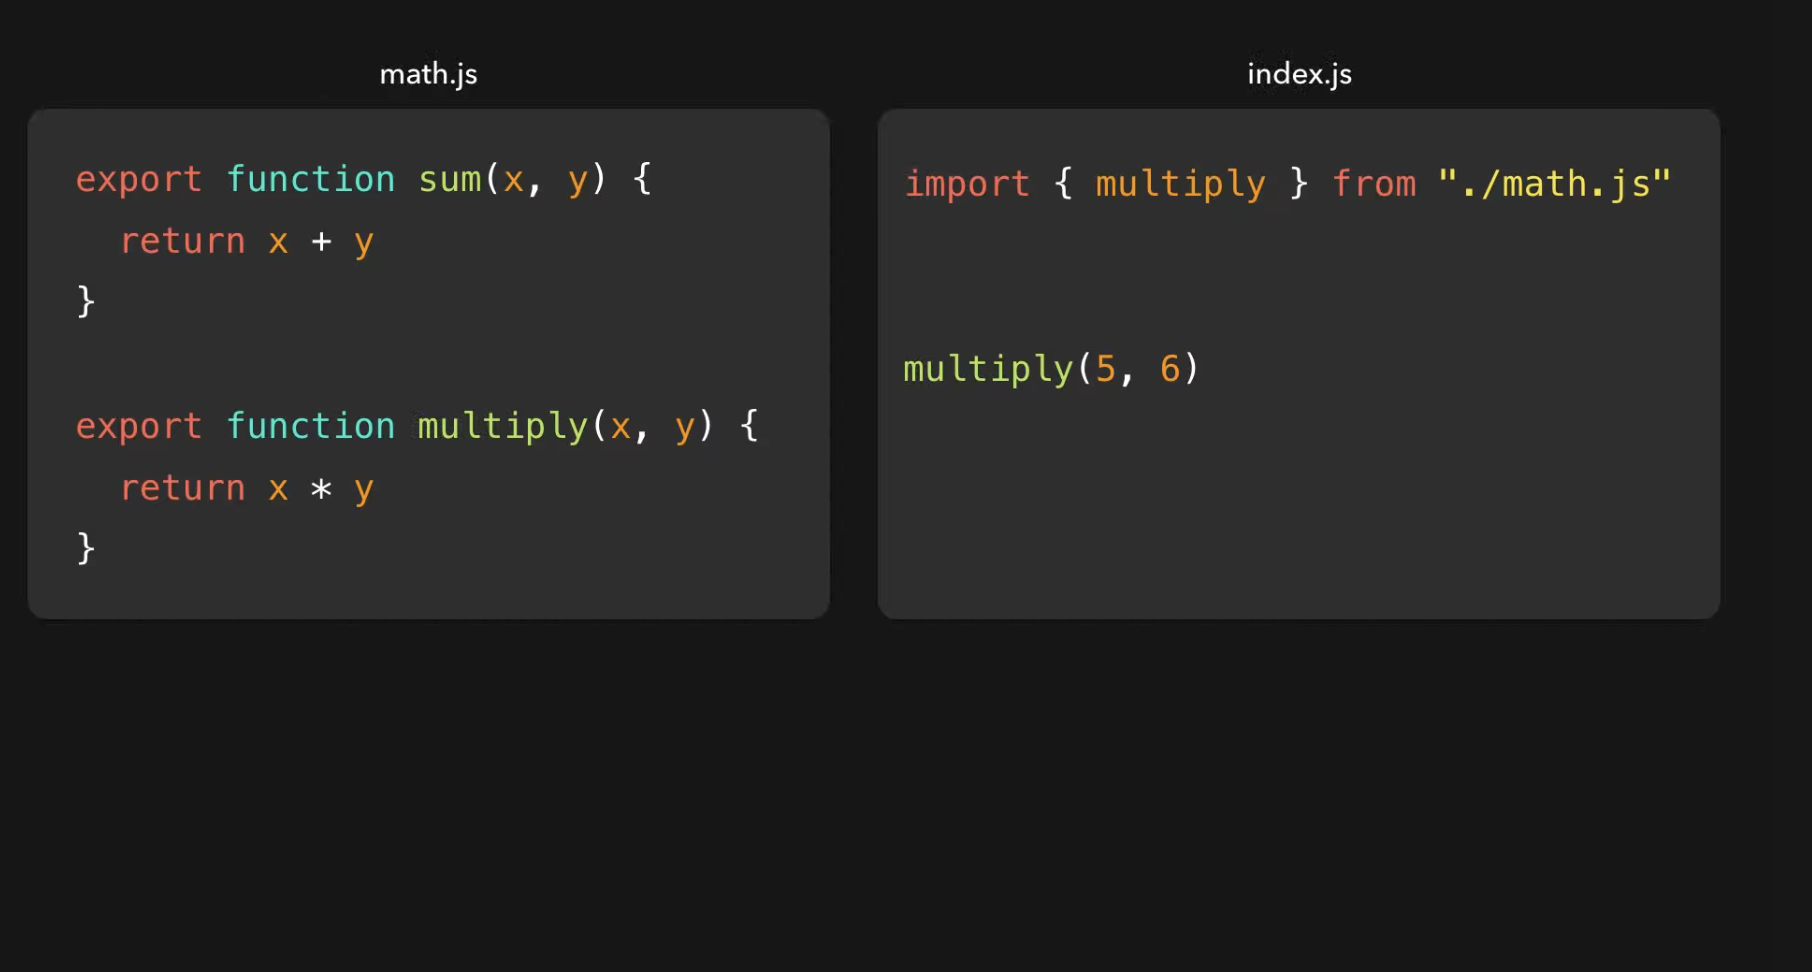 math.js
export function sum(x, y) {
  return x + y
}
export function multiply(x, y) {
  return x * y
}
index.js
import { multiply } from "./math.js"
multiply(5, 6)